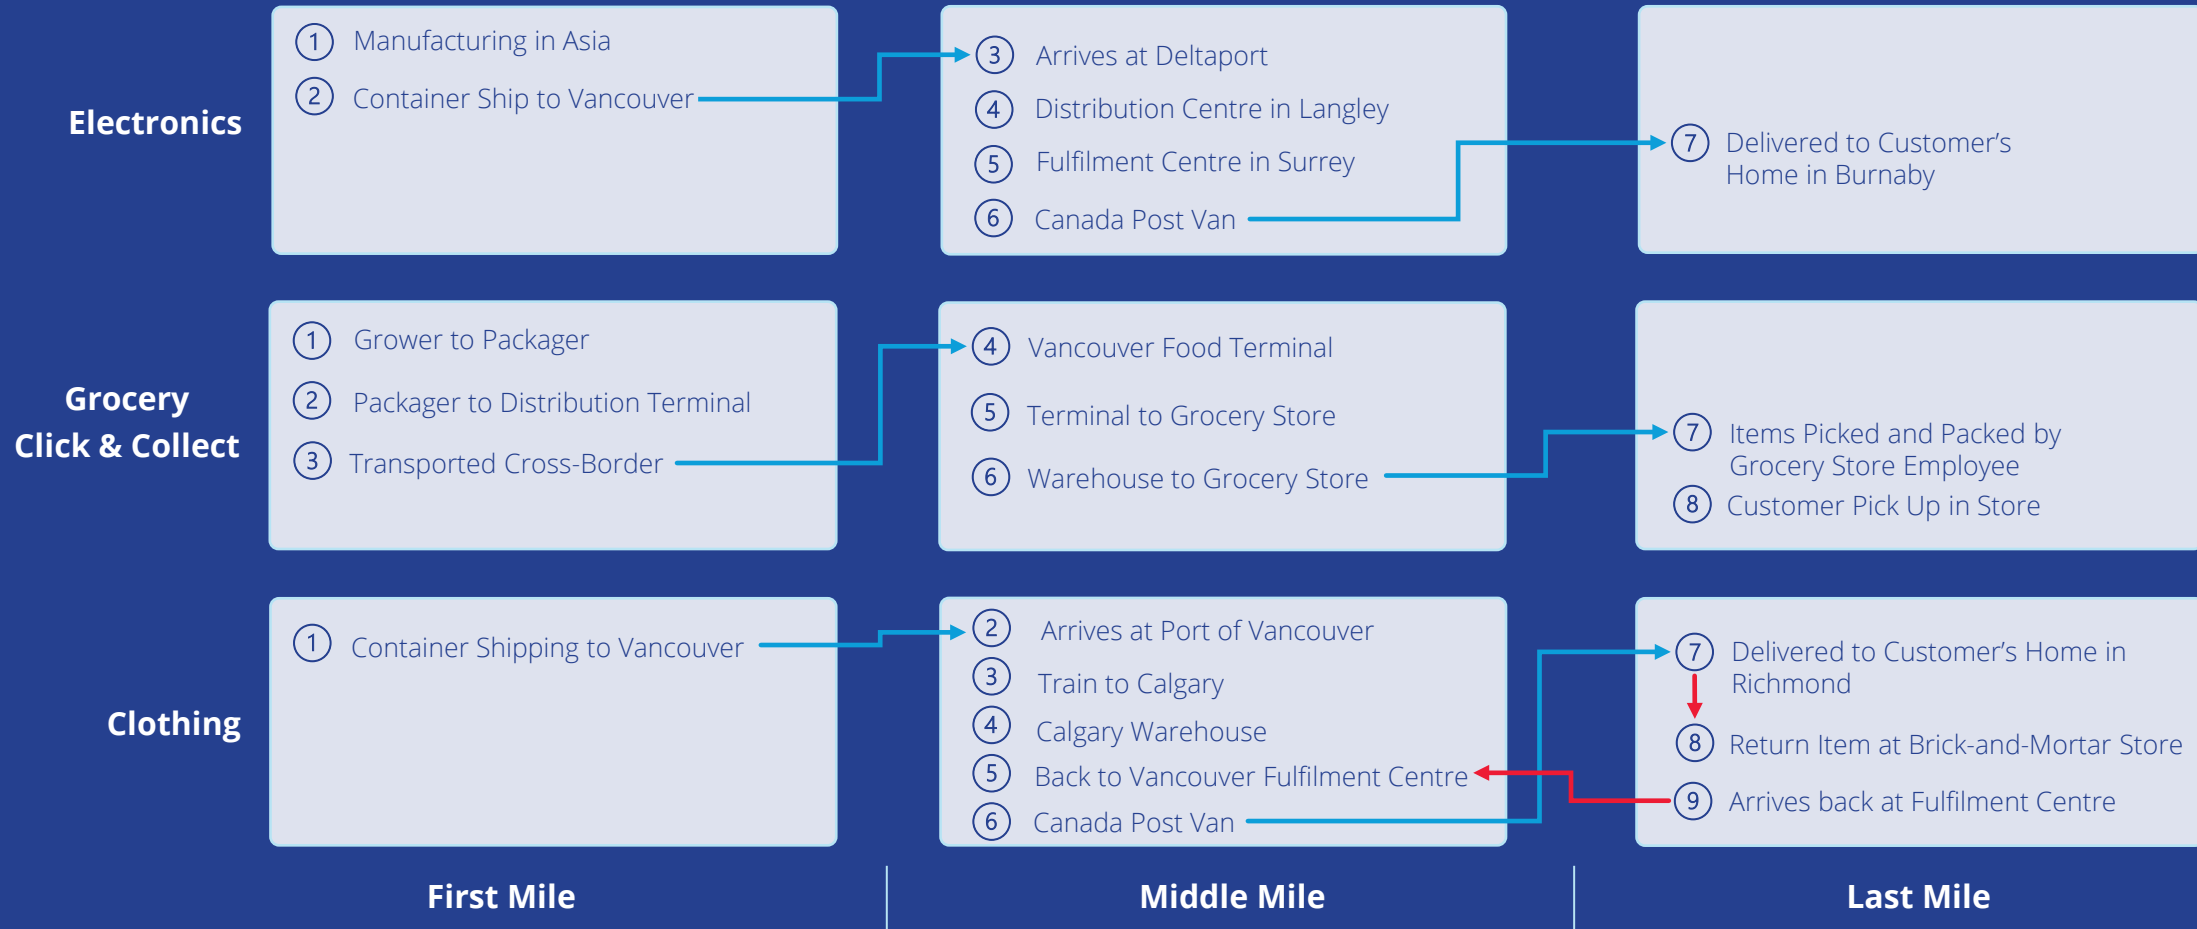 Electronics
1 Manufacturing in Asia
2 Container Ship to Vancouver
3 Arrives at Deltaport
4 Distribution Centre in Langley
5 Fulfilment Centre in Surrey
6 Canada Post Van
7 Delivered to Customer’s
Home in Burnaby
Grocery
Click & Collect
1 Grower to Packager
2 Packager to Distribution Terminal
3 Transported Cross-Border
4 Vancouver Food Terminal
5 Terminal to Grocery Store
6 Warehouse to Grocery Store
7 Items Picked and Packed by
Grocery Store Employee
8 Customer Pick Up in Store
Clothing
1 Container Shipping to Vancouver
2 Arrives at Port of Vancouver
3 Train to Calgary
4 Calgary Warehouse
5 Back to Vancouver Fulfilment Centre
6 Canada Post Van
7 Delivered to Customer’s Home in
Richmond
8 Return Item at Brick-and-Mortar Store
9 Arrives back at Fulfilment Centre
First Mile
Middle Mile
Last Mile